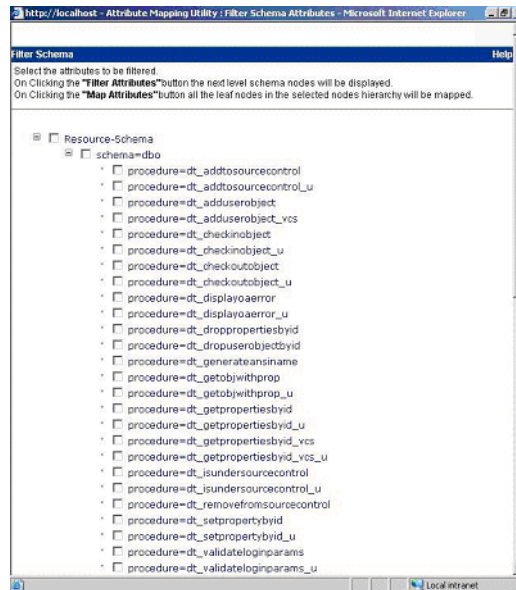 http://localhost - Attribute Mapping Utility : Filter Schema Attributes - Microsoft Internet Explorer
Filter Schema Help
Select the attributes to be filtered.
On Clicking the "Filter Attributes"button the next level schema nodes will be displayed.
On Clicking the "Map Attributes"button all the leaf nodes in the selected nodes hierarchy will be mapped.
Resource-Schema
schema=dbo
procedure=dt_addtosourcecontrol
procedure=dt_addtosourcecontrol_u
procedure=dt_adduserobject
procedure=dt_adduserobject_vcs
procedure=dt_checkinobject
procedure=dt_checkinobject_u
procedure=dt_checkoutobject
procedure=dt_checkoutobject_u
procedure=dt_displayoaerror
procedure=dt_displayoaerror_u
procedure=dt_droppropertiesbyid
procedure=dt_dropuserobjectbyid
procedure=dt_generateansiname
procedure=dt_getobjwithprop
procedure=dt_getobjwithprop_u
procedure=dt_getpropertiesbyid
procedure=dt_getpropertiesbyid_u
procedure=dt_getpropertiesbyid_vcs
procedure=dt_getpropertiesbyid_vcs_u
procedure=dt_isundersourcecontrol
procedure=dt_isundersourcecontrol_u
procedure=dt_removefromsourcecontrol
procedure=dt_setpropertybyid
procedure=dt_setpropertybyid_u
procedure=dt_validateloginparams
procedure=dt_validateloginparams_u
Local intranet